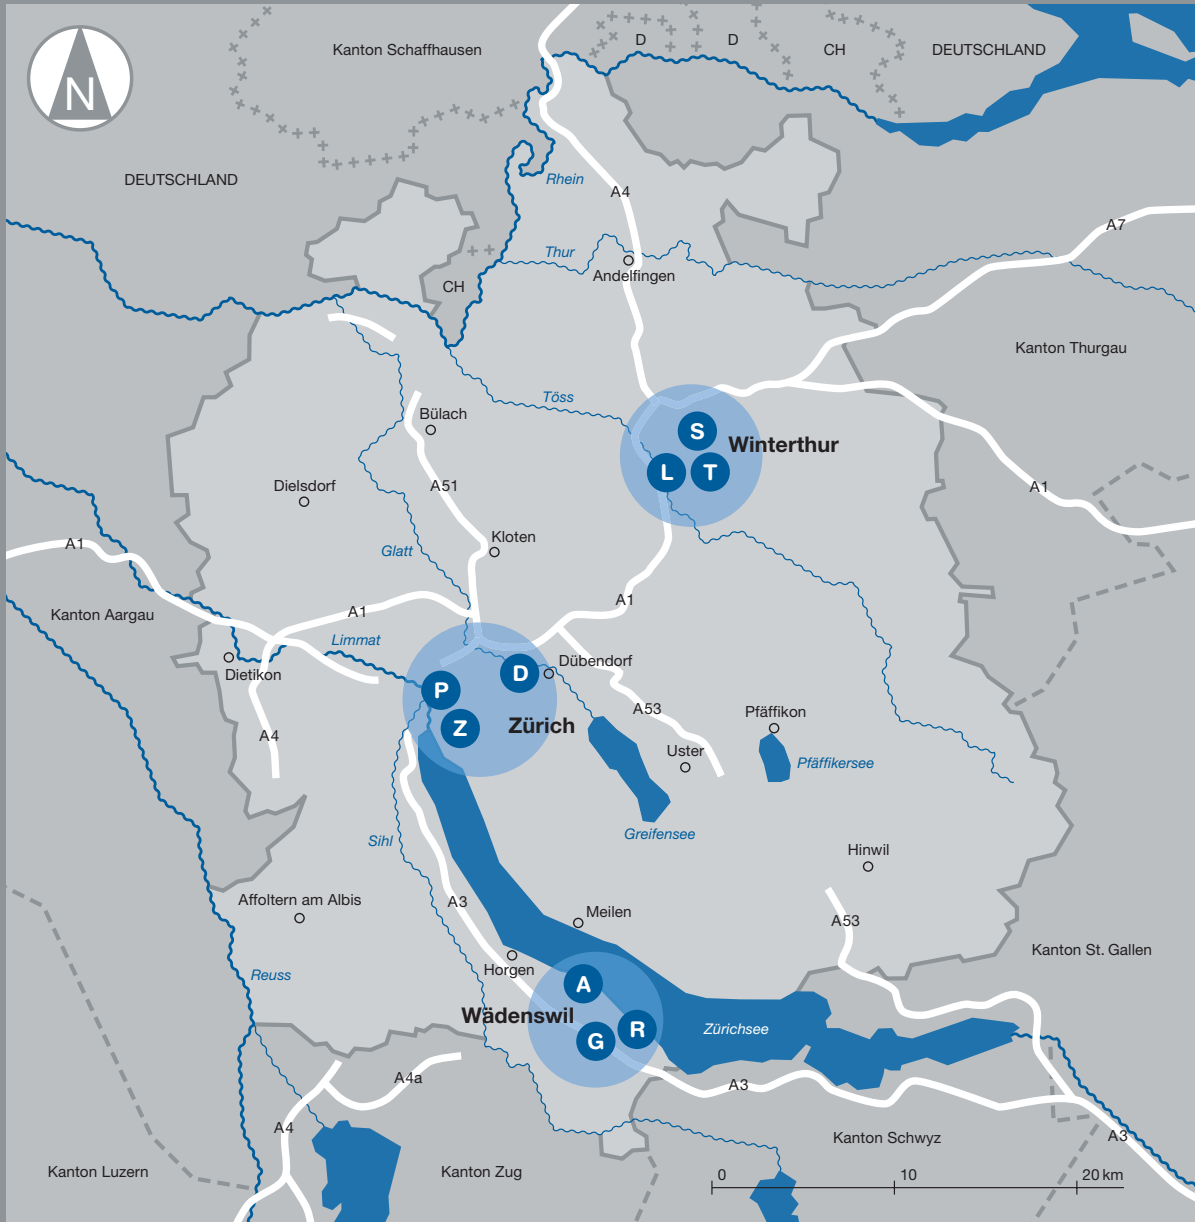 N
Kanton Schaffhausen
D
D
CH
DEUTSCHLAND
DEUTSCHLAND
Rhein
A4
A7
Thur
Andelfingen
CH
Kanton Thurgau
Töss
Bülach
S
Winterthur
L
T
Dielsdorf
A51
A1
Kloten
A1
Glatt
Kanton Aargau
A1
A1
Limmat
Dietikon
D
Dübendorf
P
Z
Zürich
A53
Pfäffikon
A4
Uster
Pfäffikersee
Greifensee
Sihl
Hinwil
Affoltern am Albis
A3
Meilen
A53
Kanton St. Gallen
Horgen
Reuss
A
Wädenswil
R
G
Zürichsee
A4a
A3
A4
Kanton Schwyz
A3
Kanton Luzern
Kanton Zug
0
10
20 km